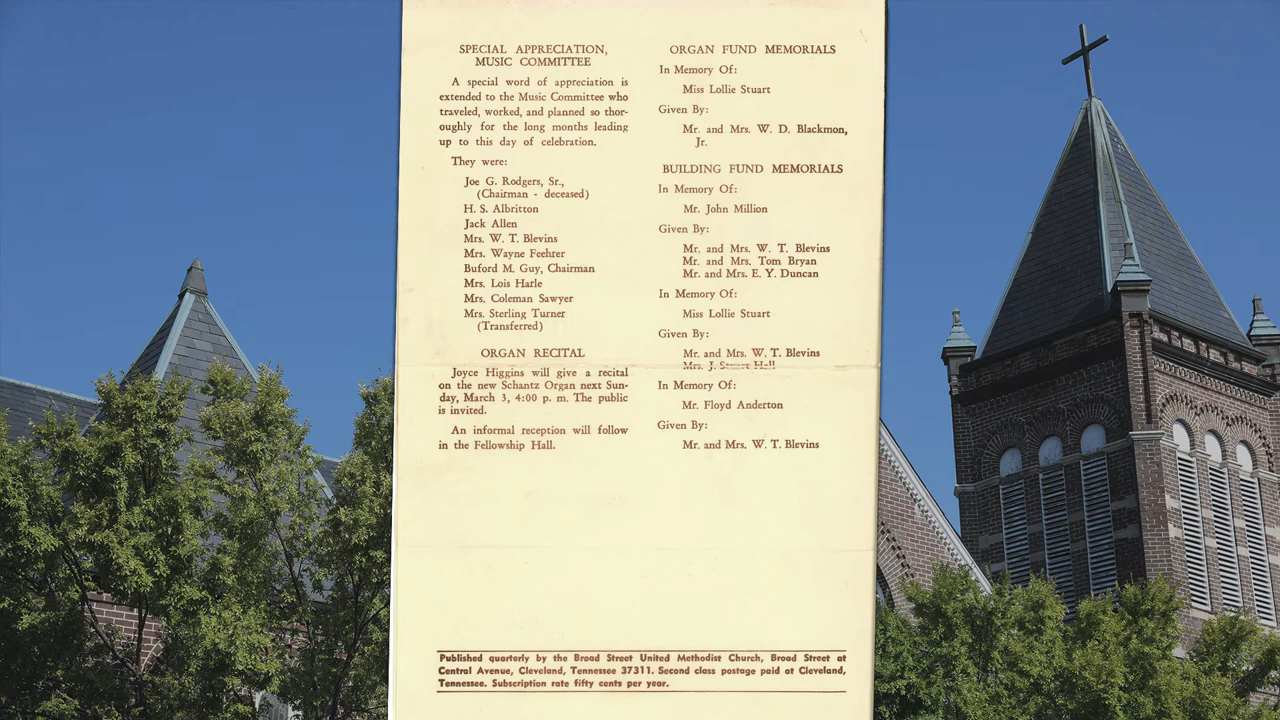 SPECIAL APPRECIATION,
MUSIC COMMITTEE
A special word of appreciation is
extended to the Music Committee who
traveled, worked, and planned so thor-
oughly for the long months leading
up to this day of celebration.
They were:
Joe G. Rodgers, Sr.,
(Chairman - deceased)
H. S. Albritton
Jack Allen
Mrs. W. T. Blevins
Mrs. Wayne Feehrer
Buford M. Guy, Chairman
Mrs. Lois Harle
Mrs. Coleman Sawyer
Mrs. Sterling Turner
(Transferred)
ORGAN RECITAL
Joyce Higgins will give a recital
on the new Schantz Organ next Sun-
day, March 3, 4:00 p. m. The public
is invited.
An informal reception will follow
in the Fellowship Hall.
ORGAN FUND MEMORIALS
In Memory Of:
Miss Lollie Stuart
Given By:
Mr. and Mrs. W. D. Blackmon,
Jr.
BUILDING FUND MEMORIALS
In Memory Of:
Mr. John Million
Given By:
Mr. and Mrs. W. T. Blevins
Mr. and Mrs. Tom Bryan
Mr. and Mrs. E. Y. Duncan
In Memory Of:
Miss Lollie Stuart
Given By:
Mr. and Mrs. W. T. Blevins
Mrs. J. Stuart Hall
In Memory Of:
Mr. Floyd Anderton
Given By:
Mr. and Mrs. W. T. Blevins
Published quarterly by the Broad Street United Methodist Church, Broad Street at
Central Avenue, Cleveland, Tennessee 37311. Second class postage paid at Cleveland,
Tennessee. Subscription rate fifty cents per year.